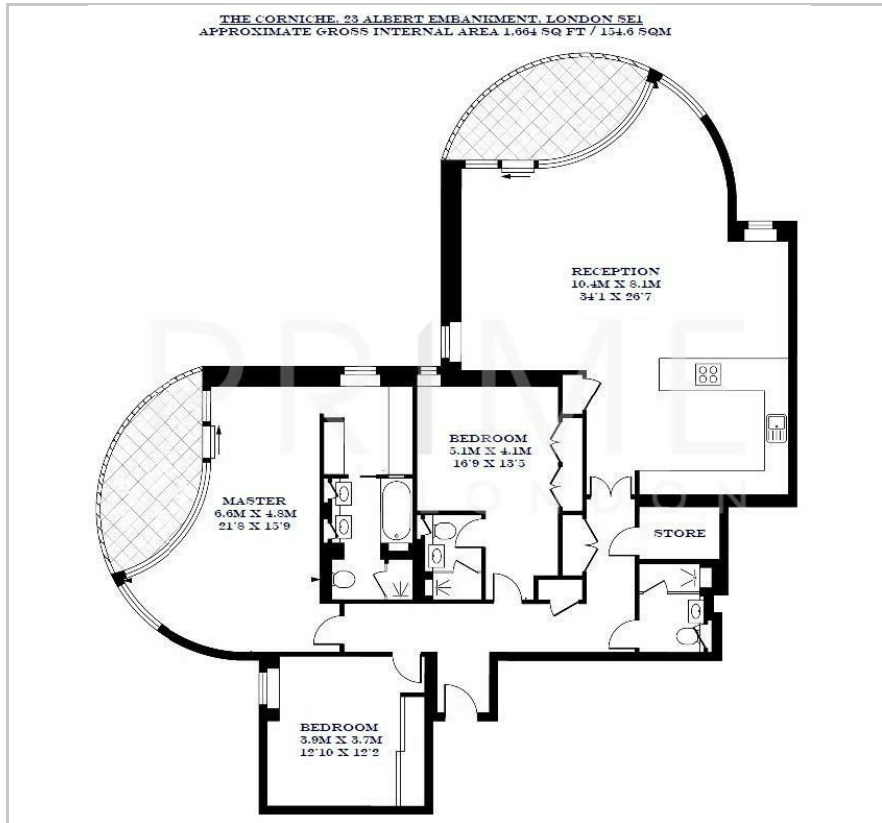 THE CORNICHE, 23 ALBERT EMBANKMENT, LONDON SE1
APPROXIMATE GROSS INTERNAL AREA 1,664 SQ FT / 154.6 SQM
RECEPTION
10.4M X 8.1M
34'1 X 26'7
PRIME
LONDON
BEDROOM
5.1M X 4.1M
16'9 X 13'5
MASTER
6.6M X 4.8M
21'8 X 15'9
STORE
BEDROOM
3.9M X 3.7M
12'10 X 12'2